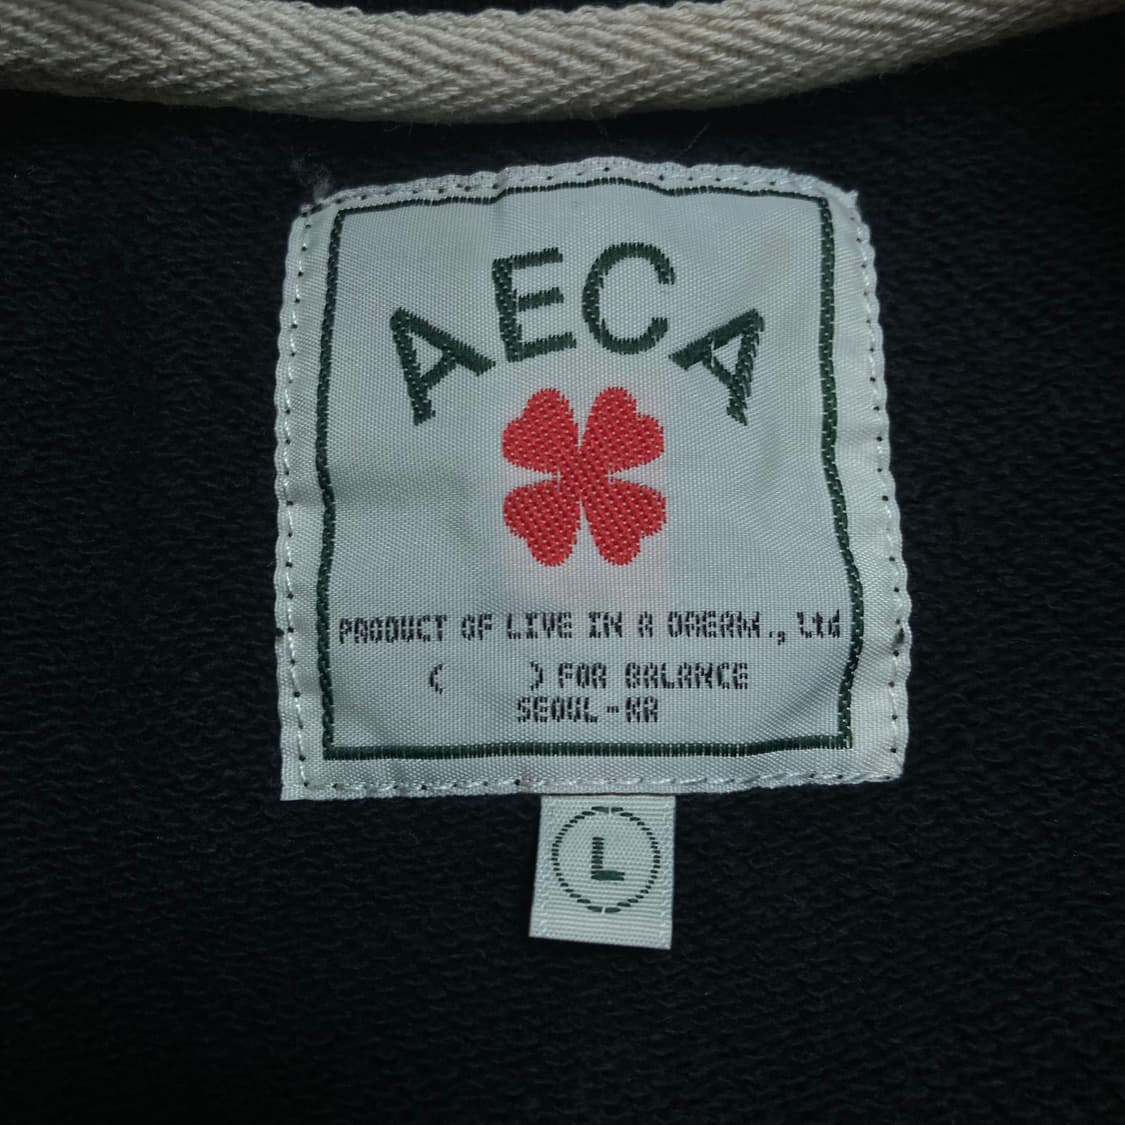 AECA
PRODUCT OF LIVE IN A DREAM., Ltd
(      ) FOR BALANCE
SEOUL-KR
L